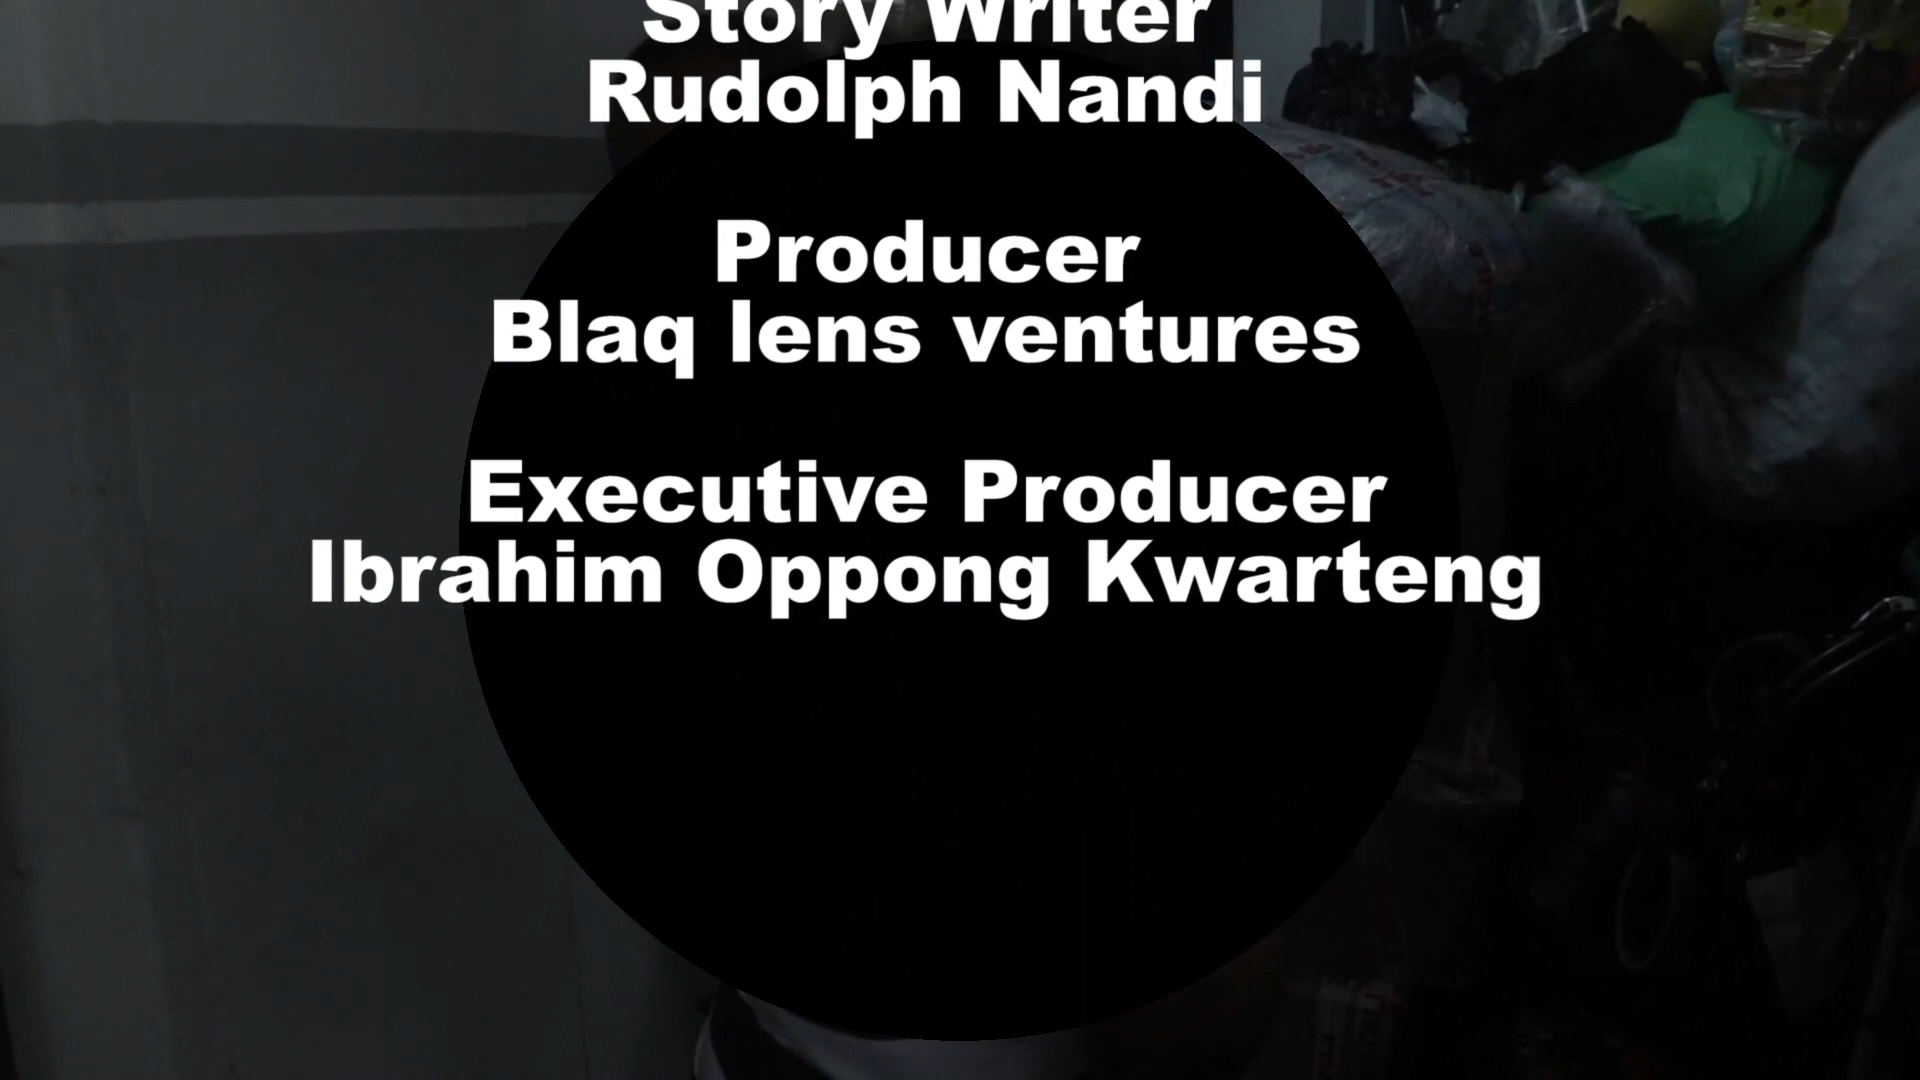 Story Writer
Rudolph Nandi
Producer
Blaq lens ventures
Executive Producer
Ibrahim Oppong Kwarteng